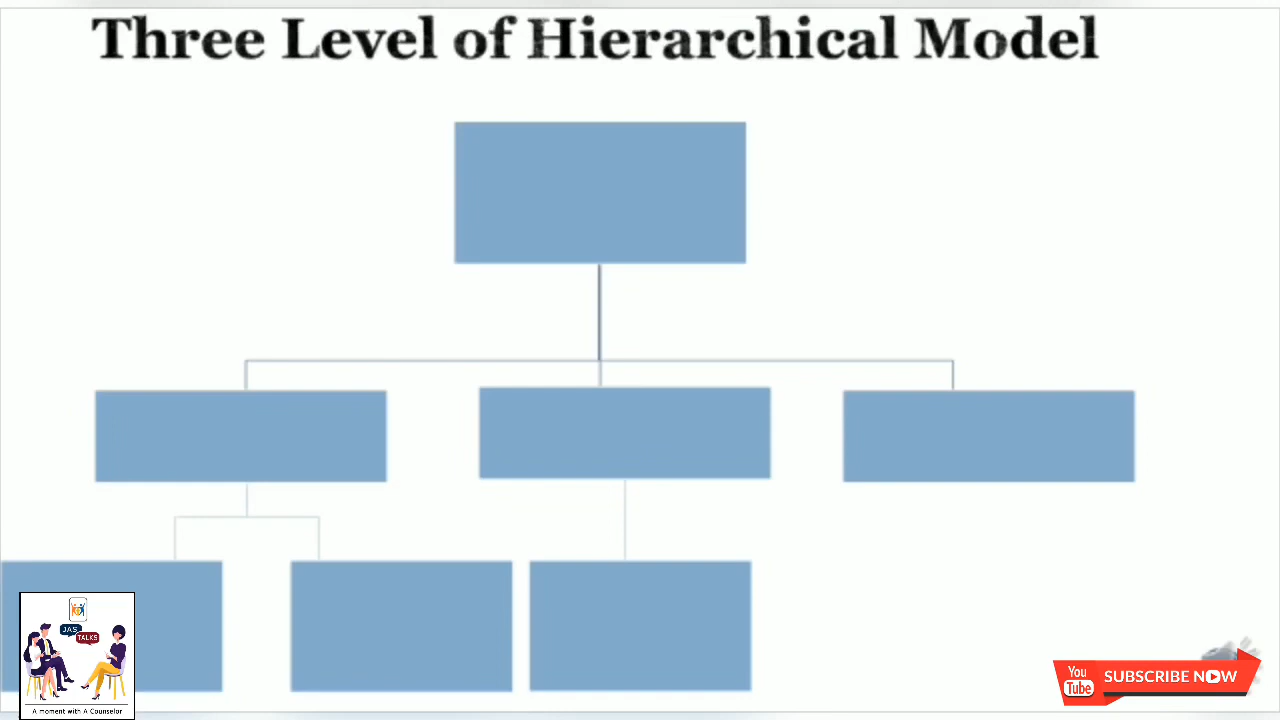 Three Level of Hierarchical Model
JAS
TALKS
A moment with A Counselor
You
Tube
SUBSCRIBE NOW